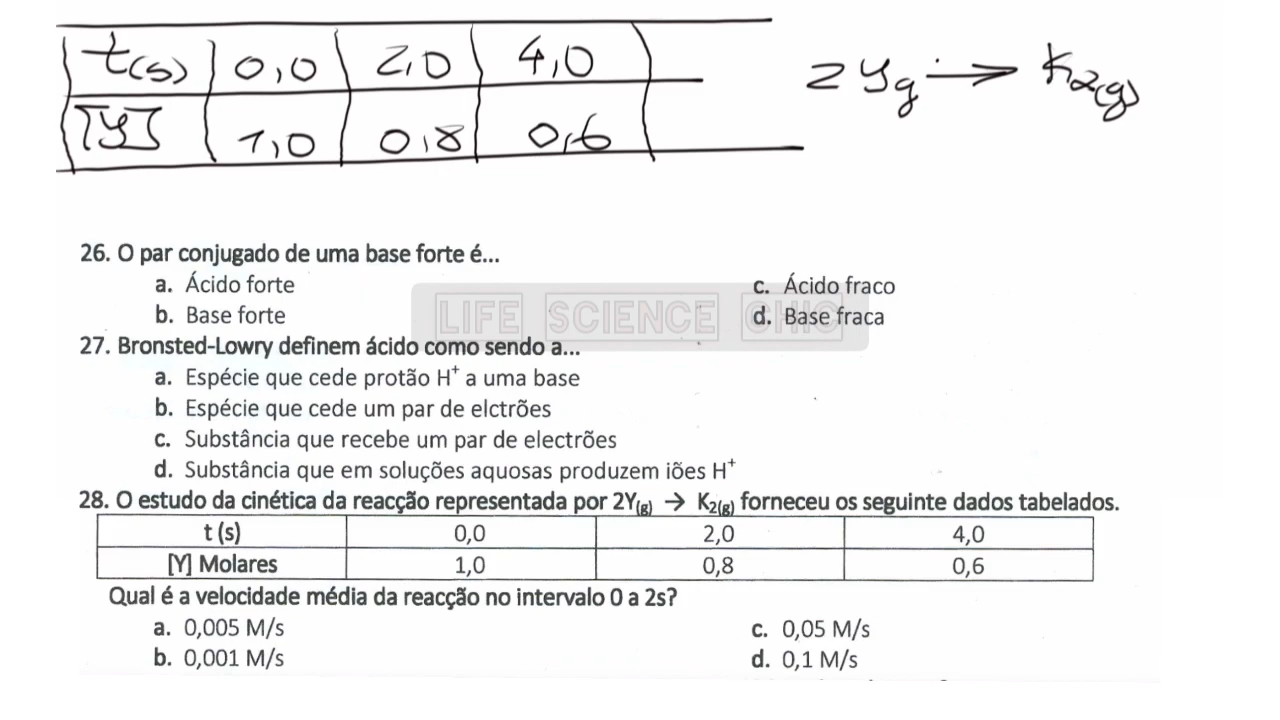 t(s) 0,0 2,0 4,0
[Y] 1,0 0,8 0,6
2Yg → K2(g)
26. O par conjugado de uma base forte é...
a. Ácido forte
b. Base forte
c. Ácido fraco
d. Base fraca
LIFE SCIENCE CHIC
27. Bronsted-Lowry definem ácido como sendo a...
a. Espécie que cede protão H⁺ a uma base
b. Espécie que cede um par de elctrões
c. Substância que recebe um par de electrões
d. Substância que em soluções aquosas produzem iões H⁺
28. O estudo da cinética da reacção representada por 2Y(g) → K2(g) forneceu os seguinte dados tabelados.
t (s) 0,0 2,0 4,0
[Y] Molares 1,0 0,8 0,6
Qual é a velocidade média da reacção no intervalo 0 a 2s?
a. 0,005 M/s
b. 0,001 M/s
c. 0,05 M/s
d. 0,1 M/s